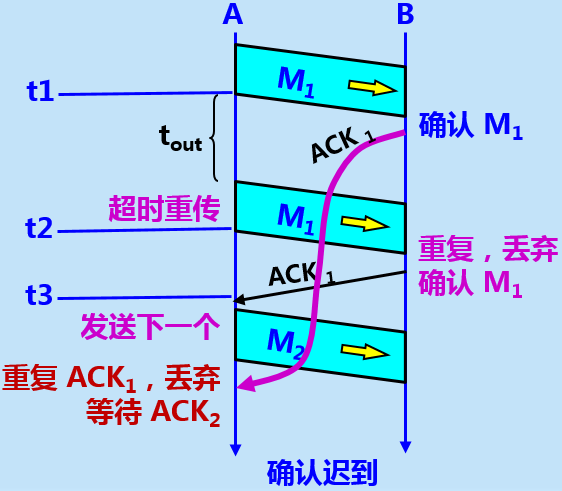 A B
t1
M1
确认 M1
tout
ACK1
超时重传
M1
t2
重复，丢弃
确认 M1
ACK1
t3
发送下一个
M2
重复 ACK1，丢弃
等待 ACK2
确认迟到